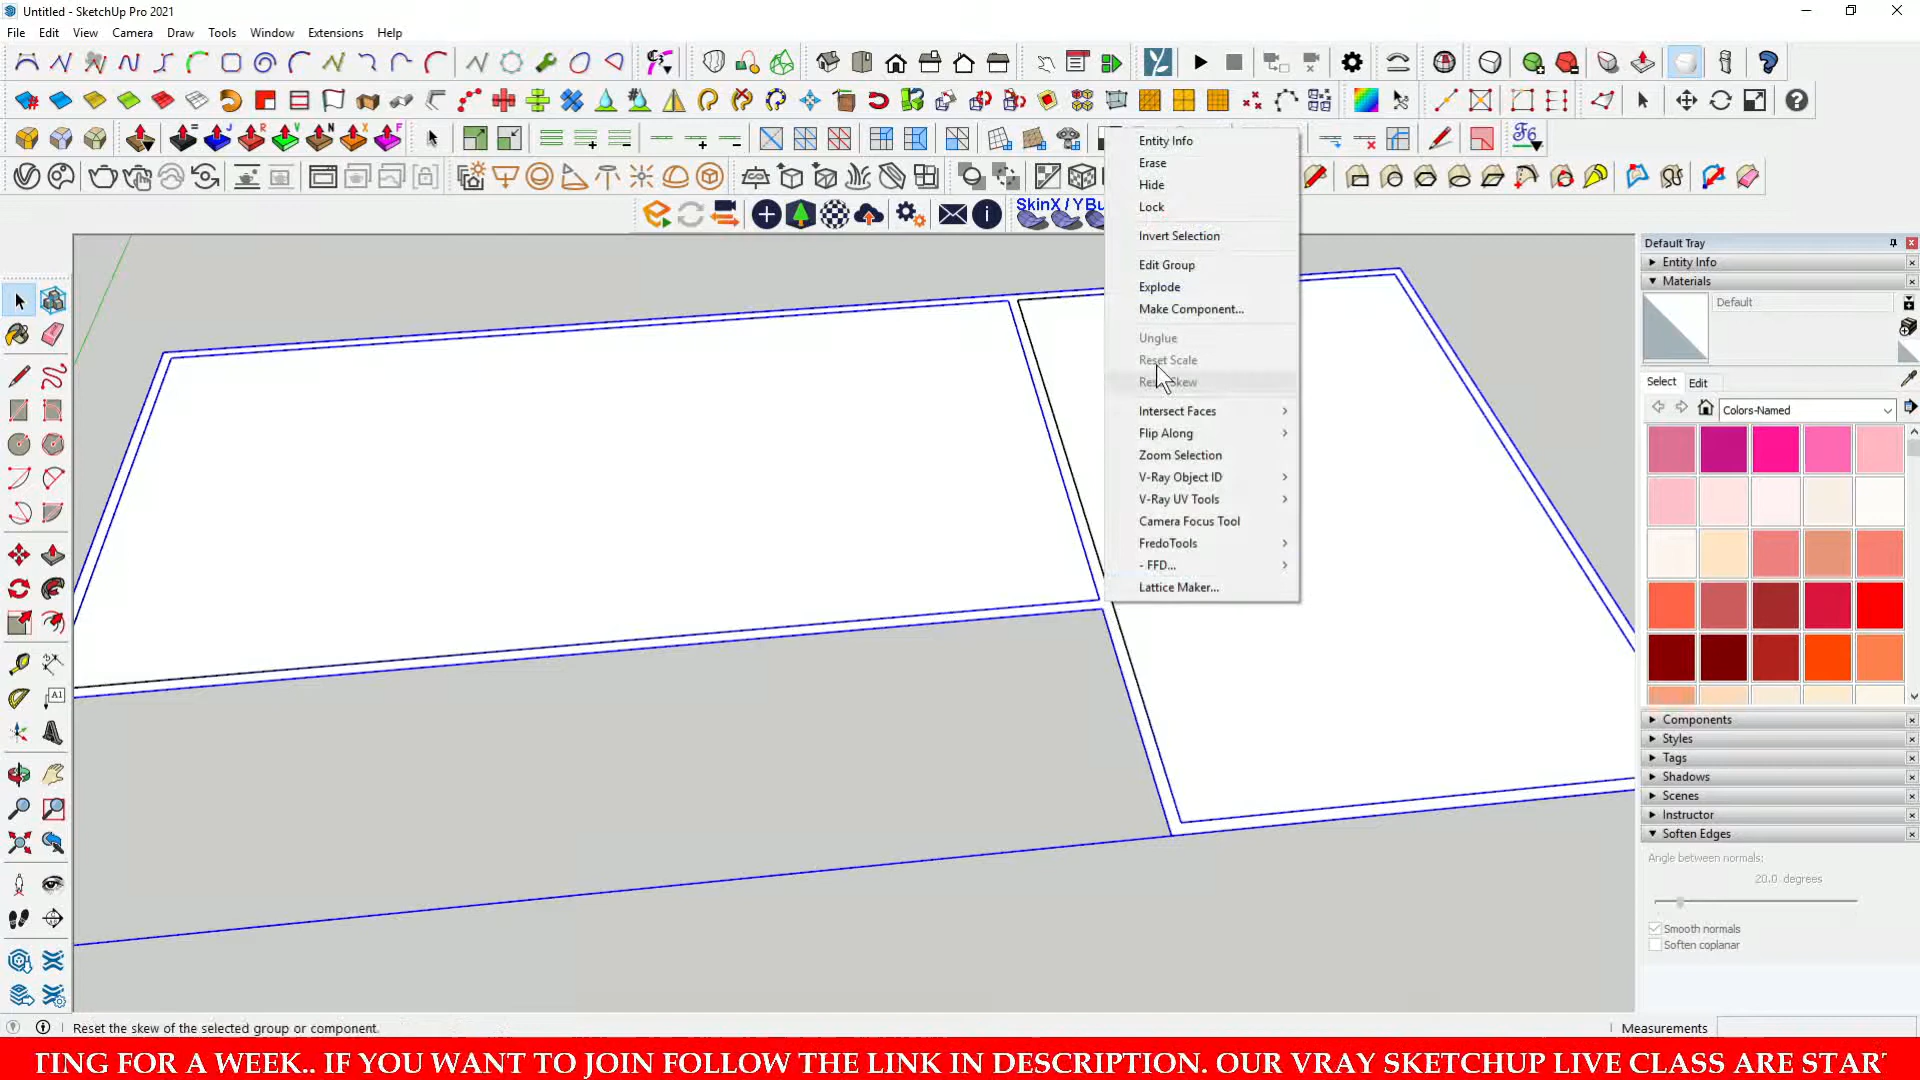 Untitled - SketchUp Pro 2021
File Edit View Camera Draw Tools Window Extensions Help
SkinX / YBu
Entity Info
Erase
Hide
Lock
Invert Selection
Edit Group
Explode
Make Component...
Unglue
Reset Scale
Intersect Faces
Flip Along
Zoom Selection
V-Ray Object ID
V-Ray UV Tools
Camera Focus Tool
FredoTools
- FFD...
Lattice Maker...
Default Tray
Entity Info
Materials
Default
Select Edit
Colors-Named
Components
Styles
Tags
Shadows
Scenes
Instructor
Soften Edges
Angle between normals:
20.0 degrees
Smooth normals
Soften coplanar
Reset the skew of the selected group or component.
Measurements
TING FOR A WEEK.. IF YOU WANT TO JOIN FOLLOW THE LINK IN DESCRIPTION. OUR VRAY SKETCHUP LIVE CLASS ARE STAR